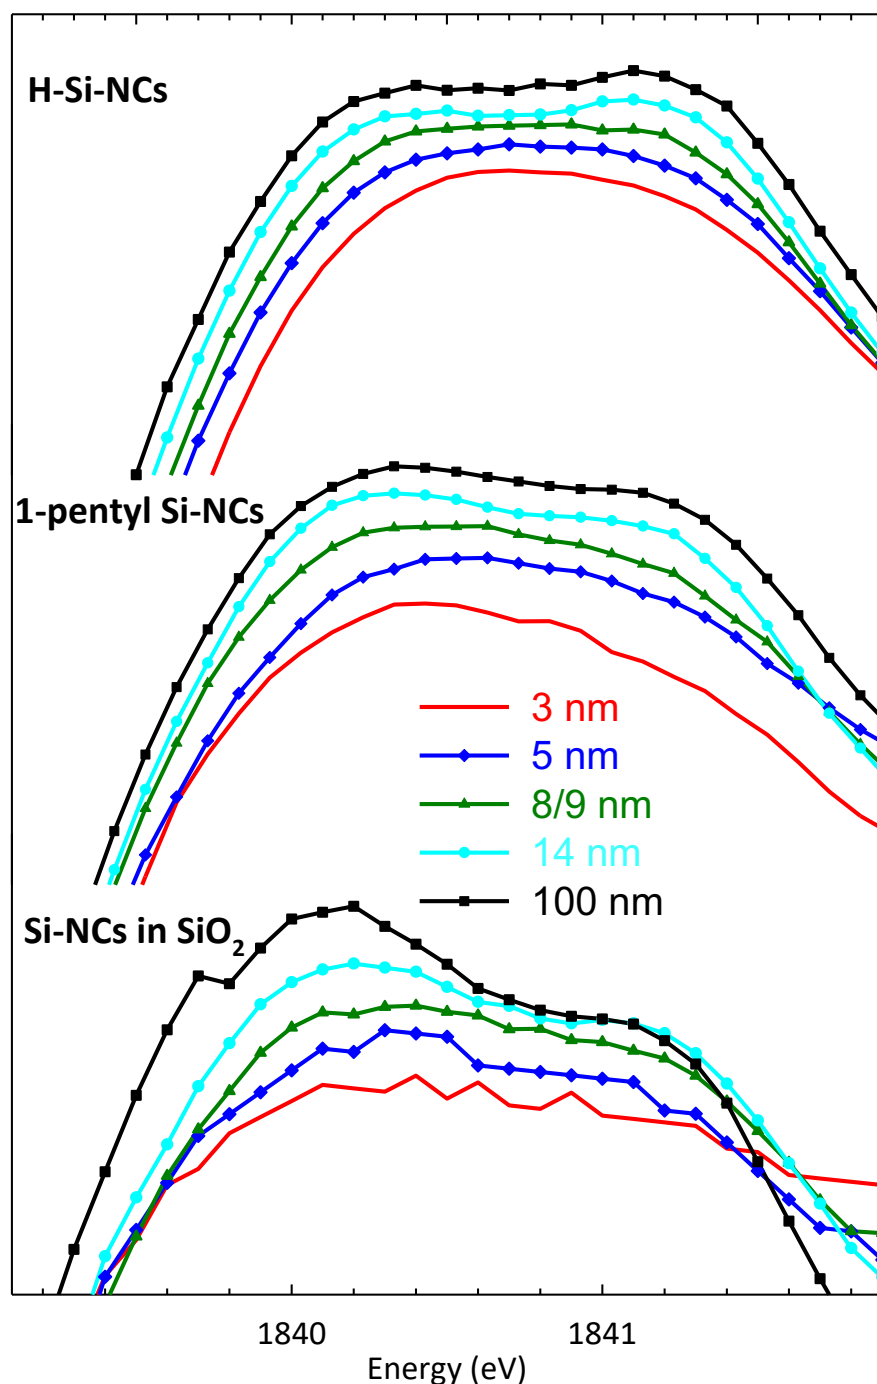 H-Si-NCs
1-pentyl Si-NCs
3 nm
5 nm
8/9 nm
14 nm
100 nm
Si-NCs in SiO₂
1840 1841
Energy (eV)